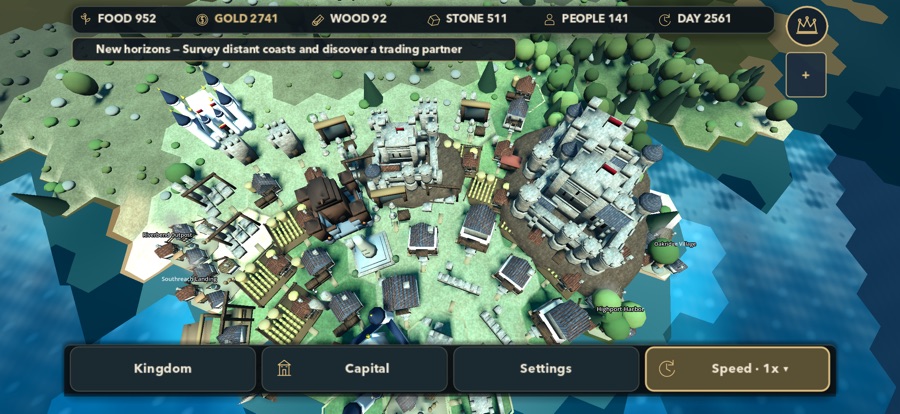 FOOD 952 GOLD 2741 WOOD 92 STONE 511 PEOPLE 141 DAY 2561
New horizons – Survey distant coasts and discover a trading partner
+
Riverbend Outpost
Oakridge Village
Southreach Landing
Highport Harbor
Kingdom Capital Settings Speed · 1x ▾